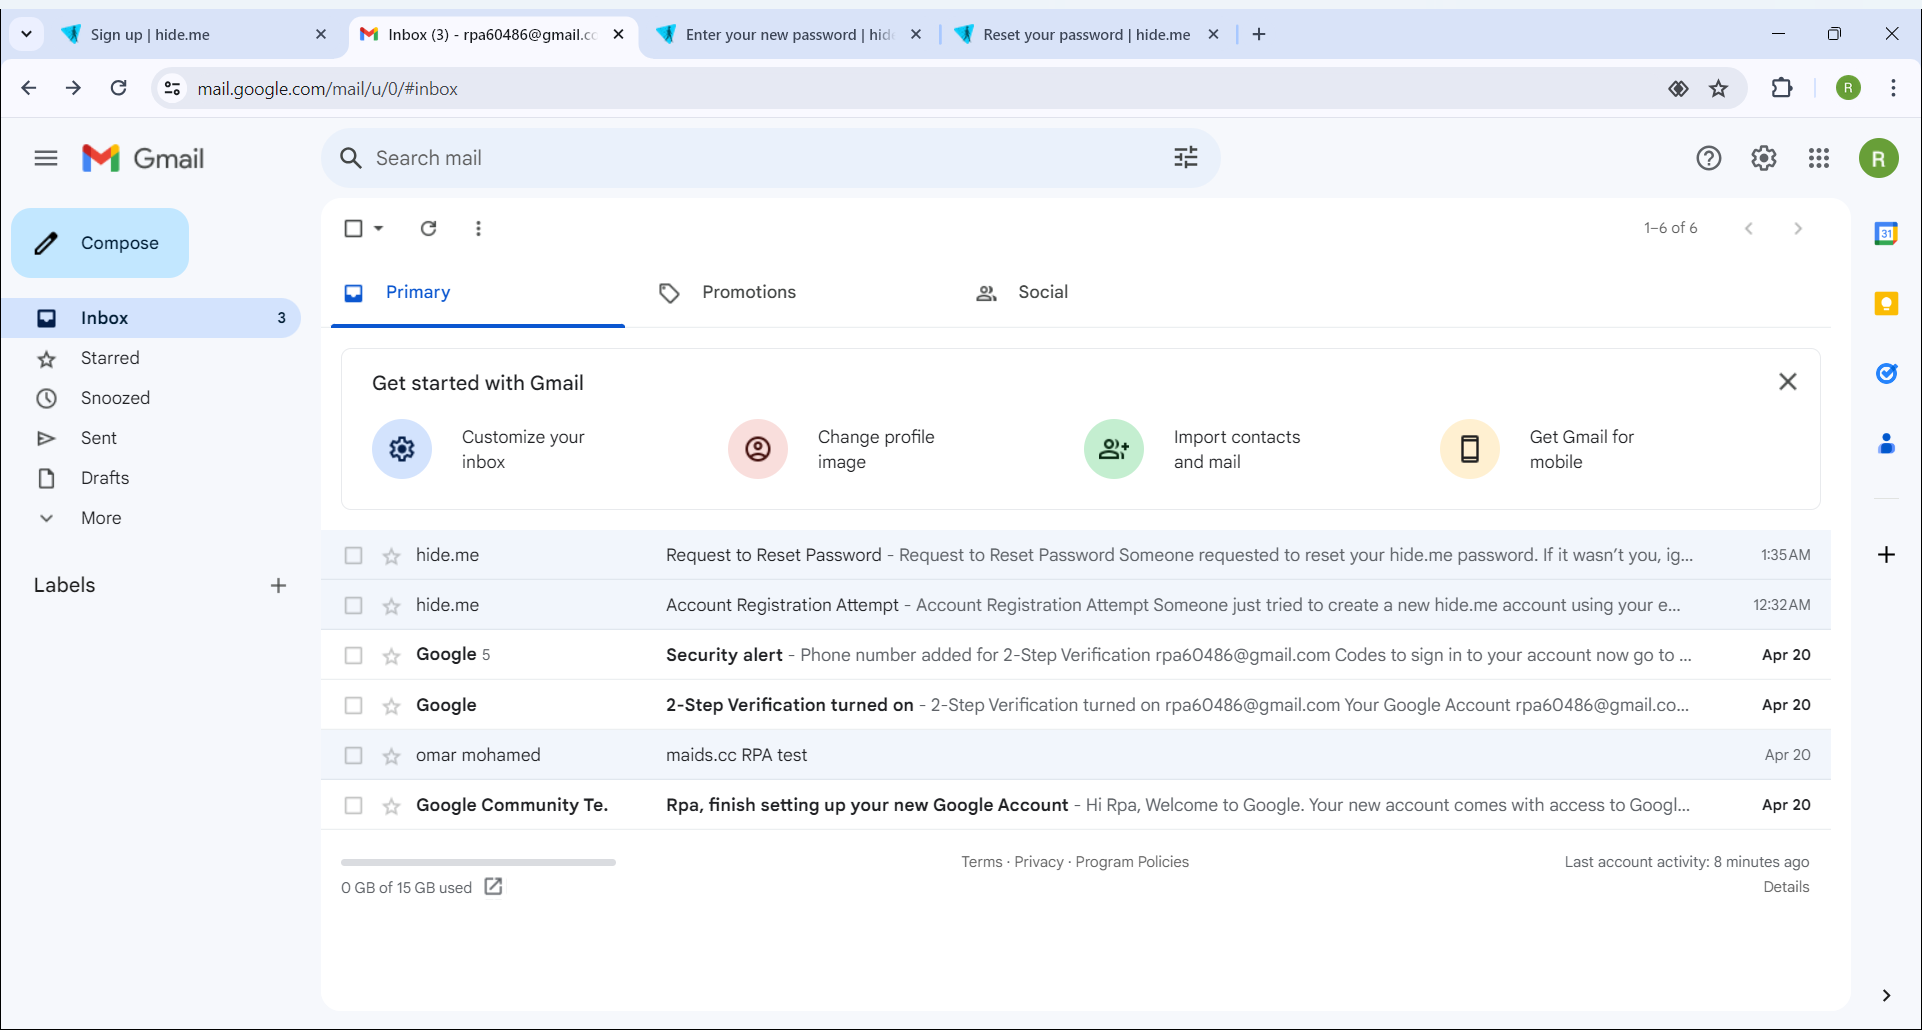 Sign up | hide.me
Inbox (3) - rpa60486@gmail.co
Enter your new password | hid
Reset your password | hide.me
mail.google.com/mail/u/0/#inbox
R
Gmail
Search mail
R
Compose
1–6 of 6
31
Primary
Promotions
Social
Inbox 3
Starred
Snoozed
Sent
Drafts
More
Labels
Get started with Gmail
Customize your
inbox
Change profile
image
Import contacts
and mail
Get Gmail for
mobile
hide.me Request to Reset Password - Request to Reset Password Someone requested to reset your hide.me password. If it wasn’t you, ig... 1:35 AM
hide.me Account Registration Attempt - Account Registration Attempt Someone just tried to create a new hide.me account using your e... 12:32 AM
Google 5 Security alert - Phone number added for 2-Step Verification rpa60486@gmail.com Codes to sign in to your account now go to ... Apr 20
Google 2-Step Verification turned on - 2-Step Verification turned on rpa60486@gmail.com Your Google Account rpa60486@gmail.co... Apr 20
omar mohamed maids.cc RPA test Apr 20
Google Community Te. Rpa, finish setting up your new Google Account - Hi Rpa, Welcome to Google. Your new account comes with access to Googl... Apr 20
0 GB of 15 GB used
Terms · Privacy · Program Policies
Last account activity: 8 minutes ago
Details